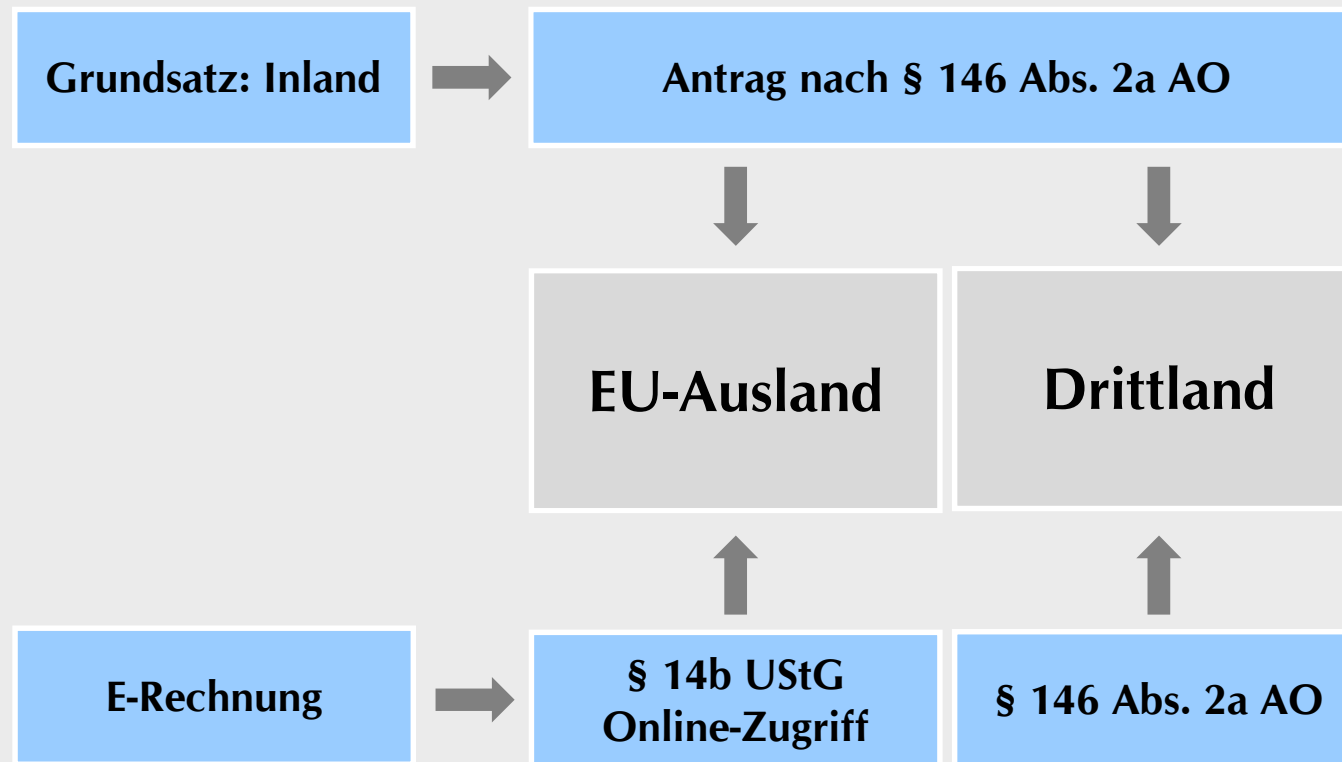 Grundsatz: Inland
Antrag nach § 146 Abs. 2a AO
EU-Ausland
Drittland
E-Rechnung
§ 14b UStG
Online-Zugriff
§ 146 Abs. 2a AO